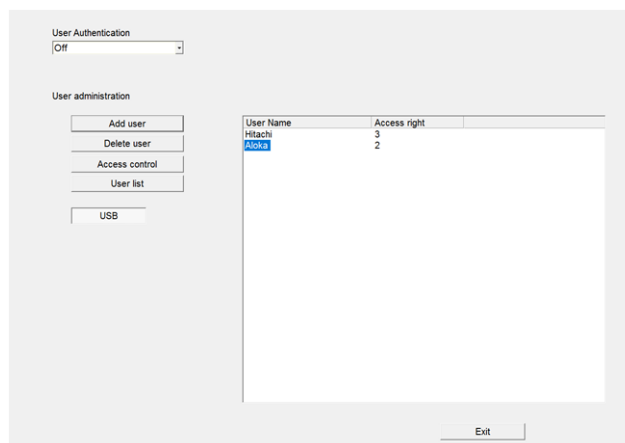 User Authentication
Off
User administration
Add user
Delete user
Access control
User list
USB
User Name Access right
Hitachi 3
Aloka 2
Exit